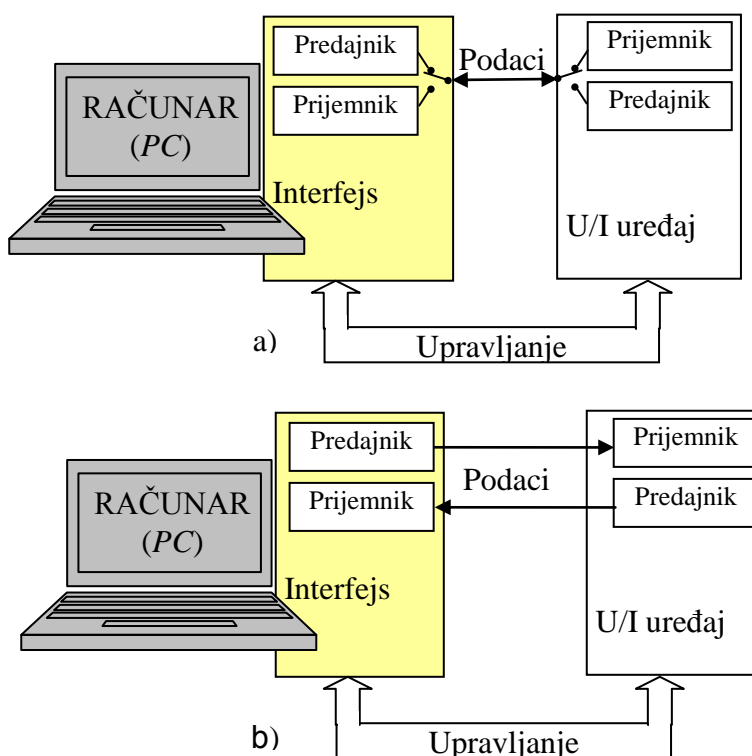 Predajnik
Prijemnik
Podaci
Prijemnik
Predajnik
RAČUNAR
(PC)
Interfejs
U/I uređaj
Upravljanje
a)
Predajnik
Prijemnik
Podaci
Prijemnik
Predajnik
RAČUNAR
(PC)
Interfejs
U/I uređaj
Upravljanje
b)